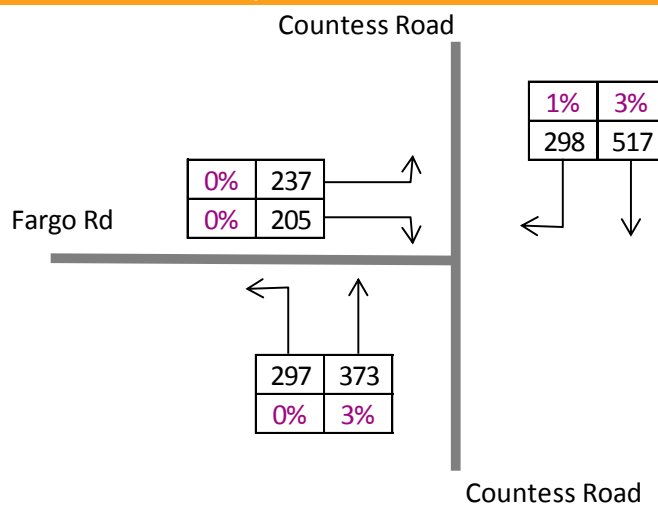 Countess Road
1% 3%
298 517
0% 237
0% 205
Fargo Rd
297 373
0% 3%
Countess Road